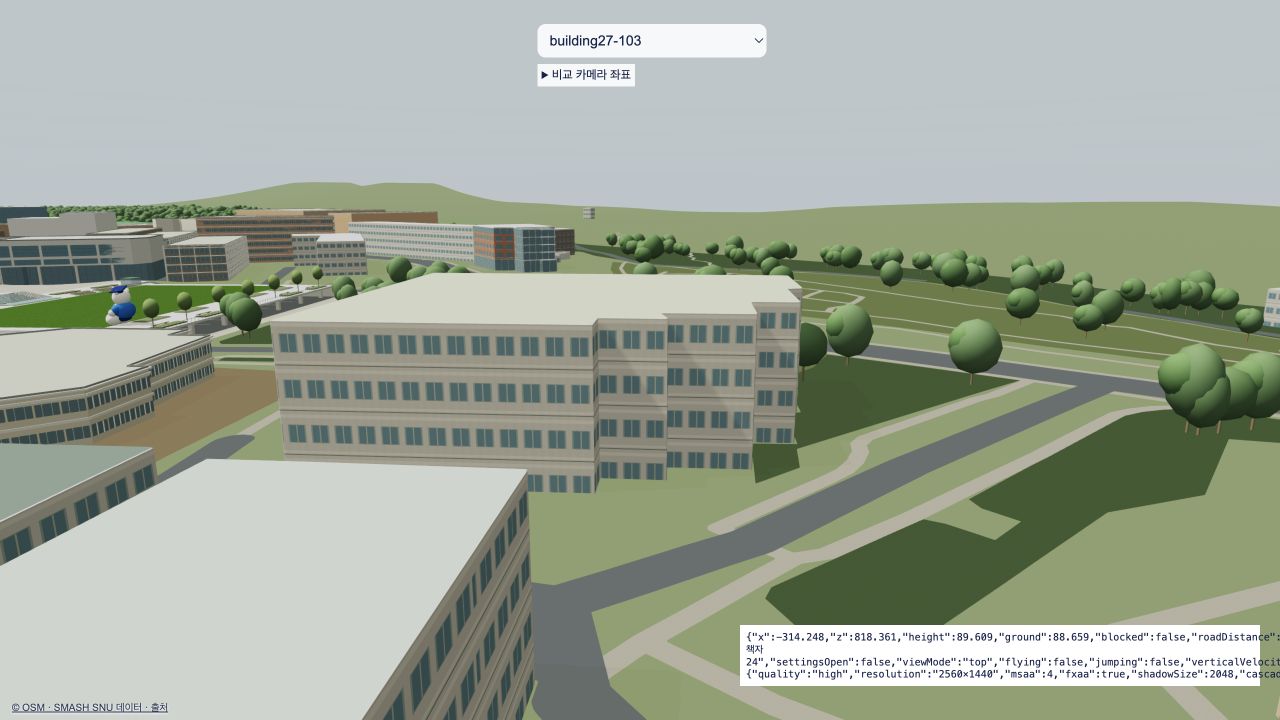 building27-103
▶ 비교 카메라 좌표
{"x":−314.248,"z":818.361,"height":89.609,"ground":88.659,"blocked":false,"roadDistance":
책자
24","settingsOpen":false,"viewMode":"top","flying":false,"jumping":false,"verticalVeloci
{"quality":"high","resolution":"2560×1440","msaa":4,"fxaa":true,"shadowSize":2048,"casca
© OSM · SMASH SNU 데이터 · 출처